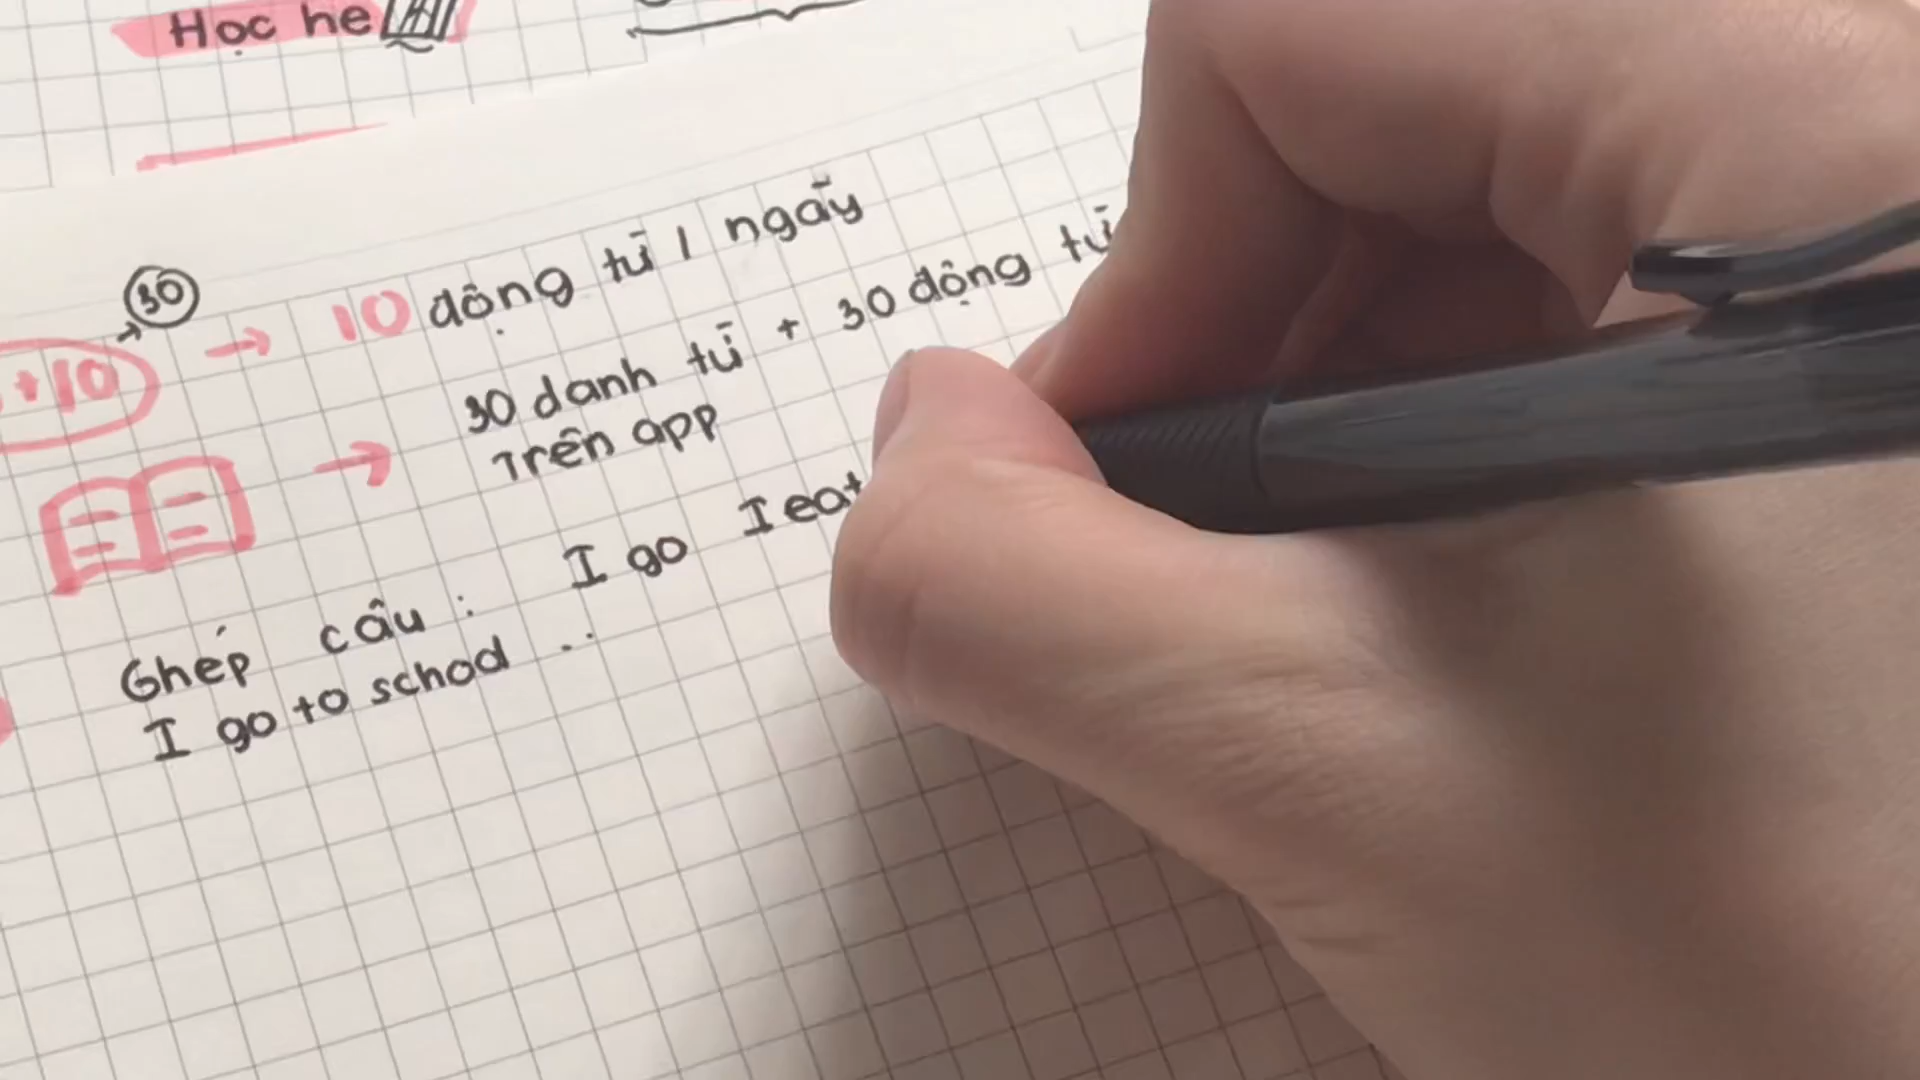 Học hè
30
+10 → 10 động từ 1 ngày
→ 30 danh từ + 30 động từ
Trên app
Ghép câu : I go I eat
I go to school ..